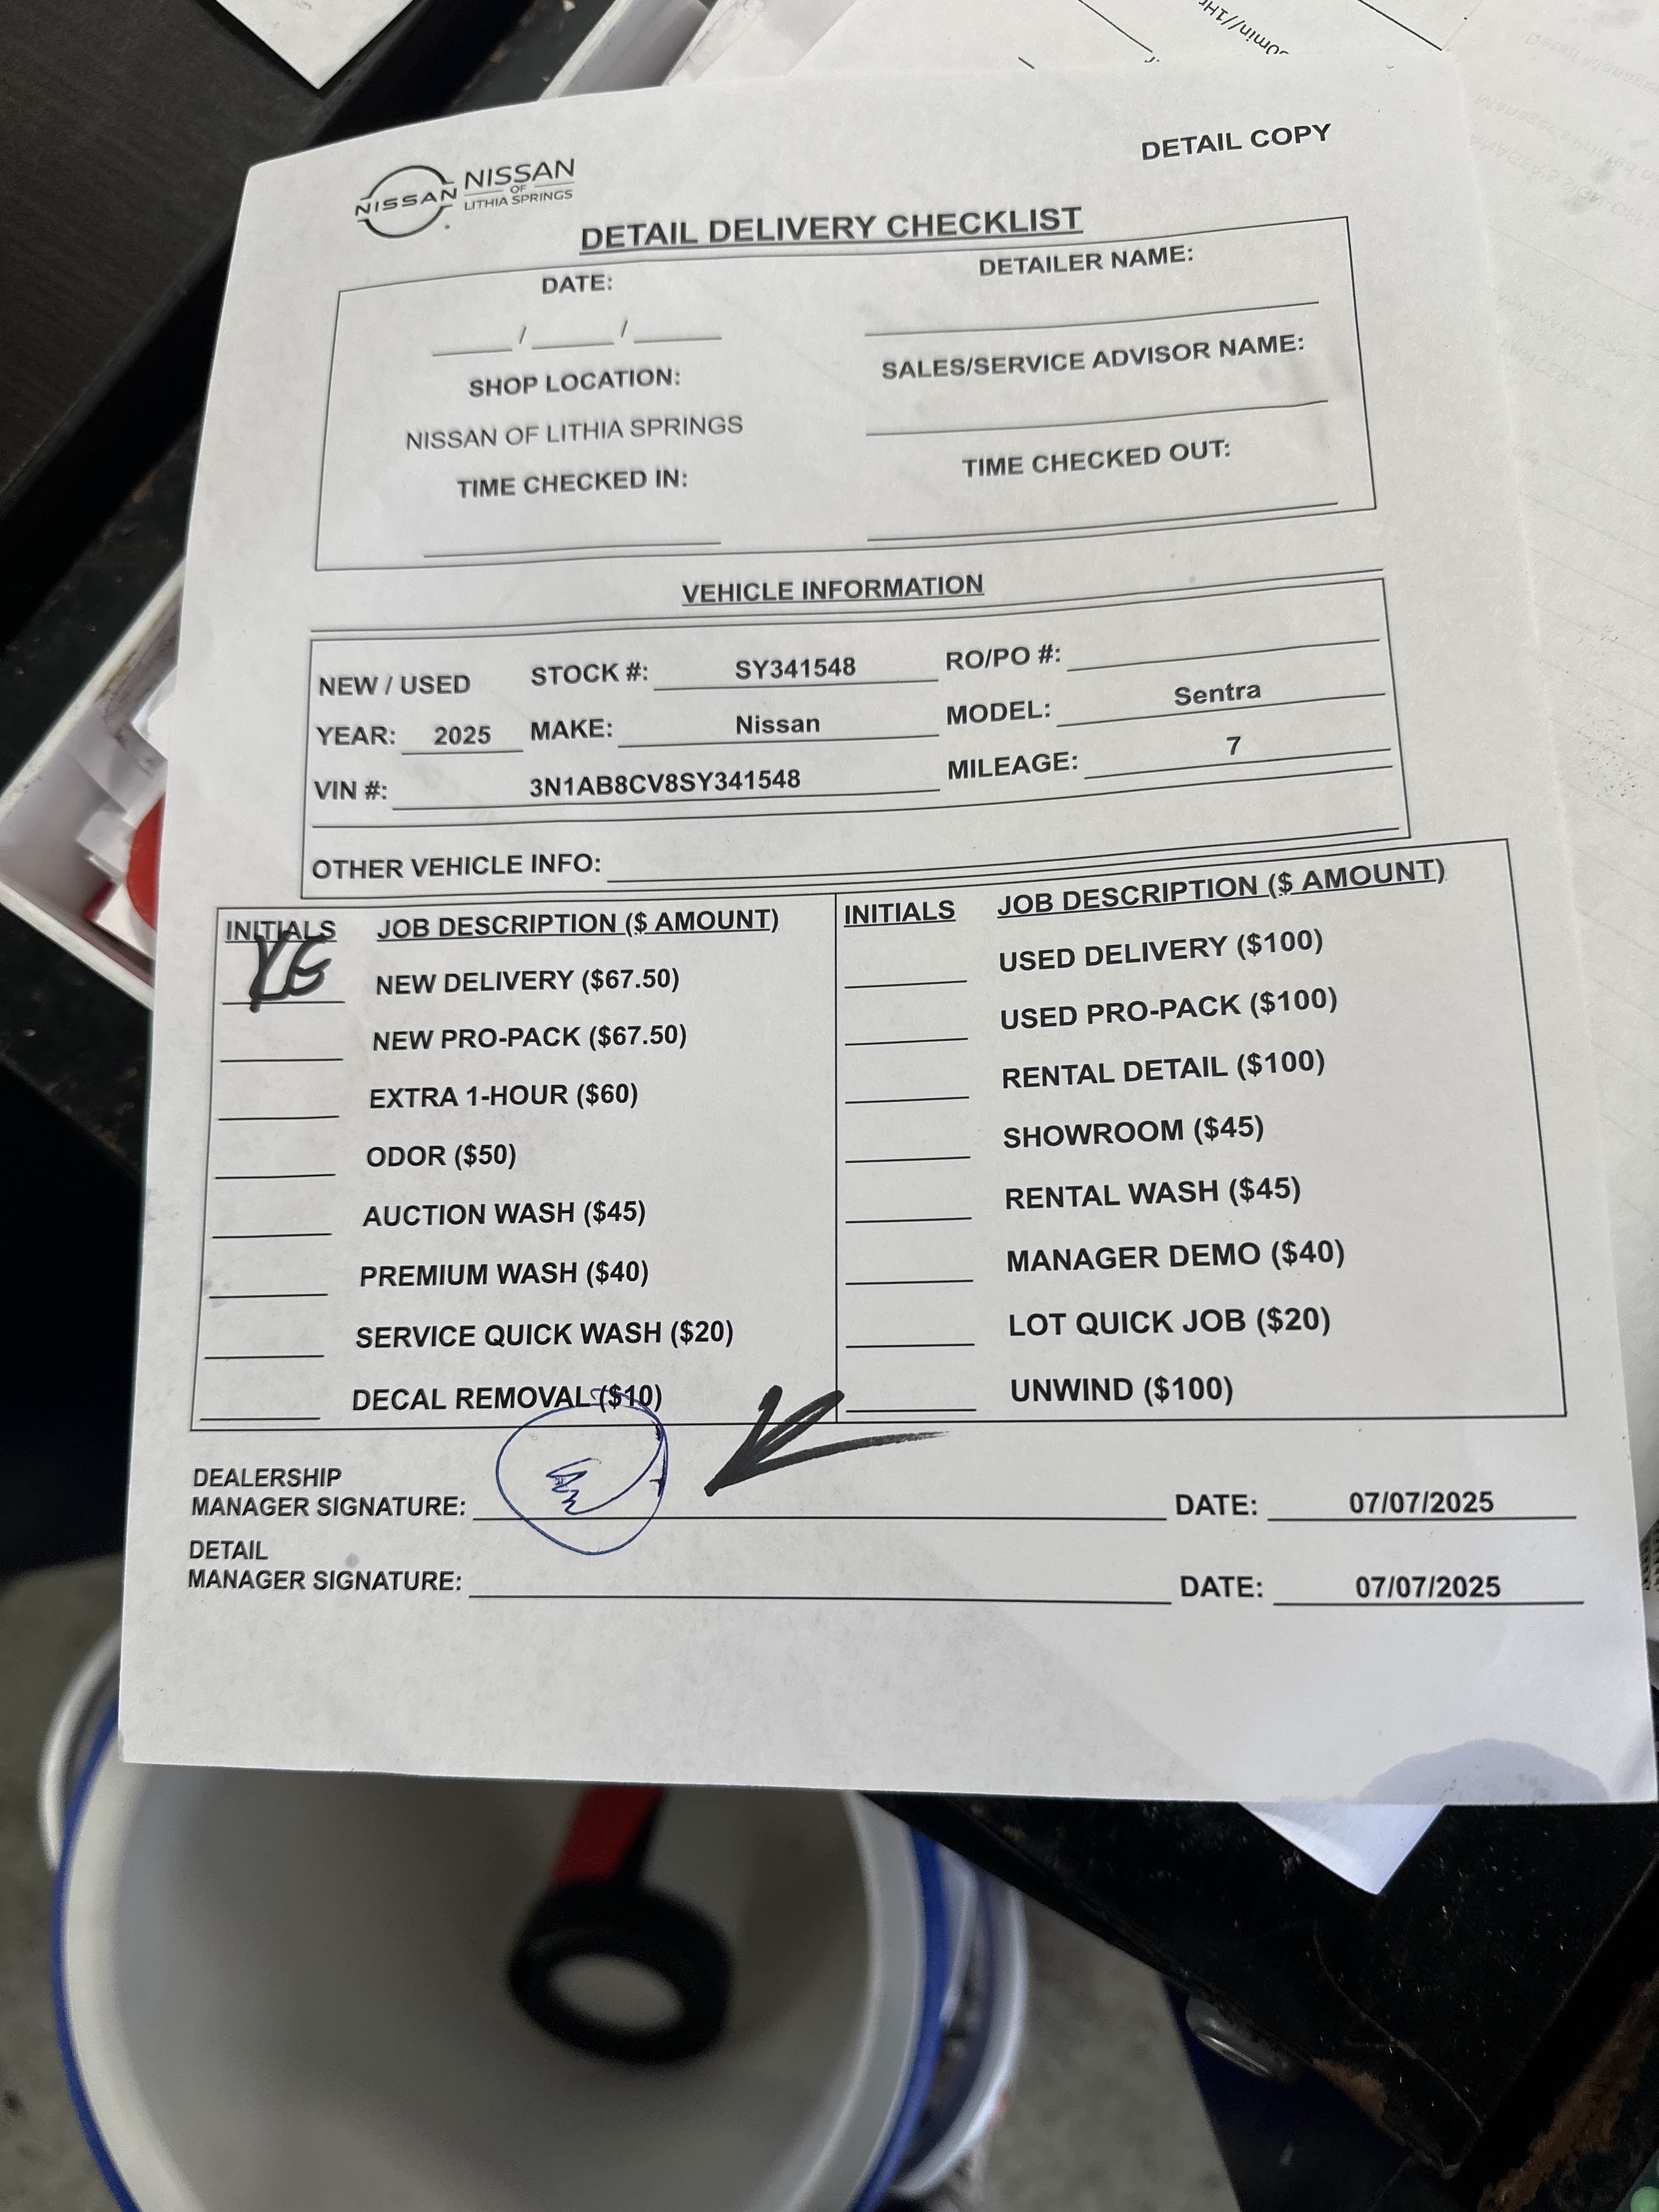 DETAIL COPY
NISSAN NISSAN
OF
LITHIA SPRINGS
DETAIL DELIVERY CHECKLIST
DATE: DETAILER NAME:
/ /
SHOP LOCATION: SALES/SERVICE ADVISOR NAME:
NISSAN OF LITHIA SPRINGS
TIME CHECKED IN: TIME CHECKED OUT:
VEHICLE INFORMATION
NEW / USED STOCK #: SY341548 RO/PO #:
YEAR: 2025 MAKE: Nissan MODEL: Sentra
VIN #: 3N1AB8CV8SY341548 MILEAGE: 7
OTHER VEHICLE INFO:
INITIALS JOB DESCRIPTION ($ AMOUNT) INITIALS JOB DESCRIPTION ($ AMOUNT)
NEW DELIVERY ($67.50) USED DELIVERY ($100)
NEW PRO-PACK ($67.50) USED PRO-PACK ($100)
EXTRA 1-HOUR ($60) RENTAL DETAIL ($100)
ODOR ($50) SHOWROOM ($45)
AUCTION WASH ($45) RENTAL WASH ($45)
PREMIUM WASH ($40) MANAGER DEMO ($40)
SERVICE QUICK WASH ($20) LOT QUICK JOB ($20)
DECAL REMOVAL ($10) UNWIND ($100)
DEALERSHIP
MANAGER SIGNATURE: DATE: 07/07/2025
DETAIL
MANAGER SIGNATURE: DATE: 07/07/2025